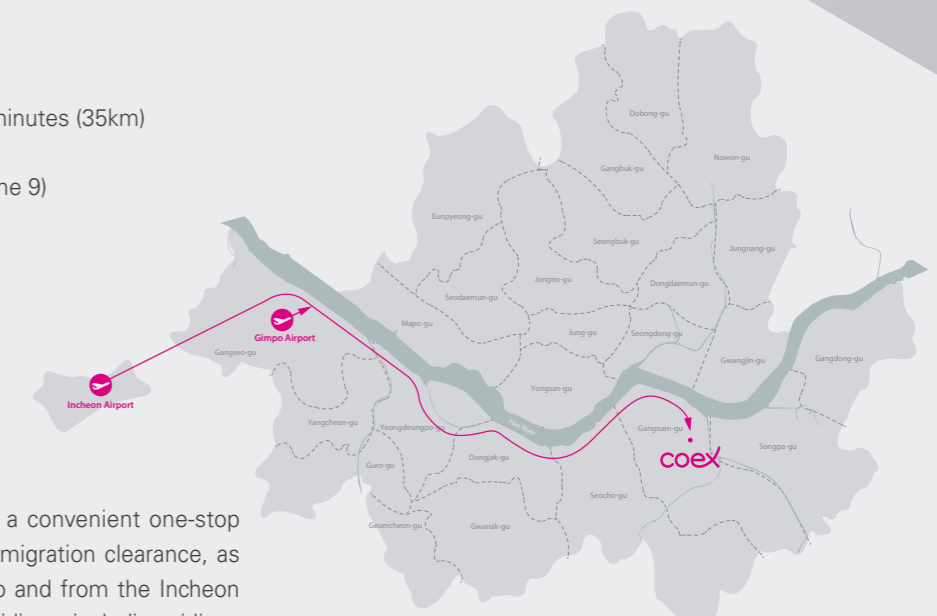 minutes (35km)
ne 9)
Dobong-gu
Nowon-gu
Gangbuk-gu
Eunpyeong-gu
Seongbuk-gu
Jungnang-gu
Jongno-gu
Dongdaemun-gu
Seodaemun-gu
Mapo-gu
Jung-gu
Seongdong-gu
Gimpo Airport
Gangseo-gu
Gwangjin-gu
Gangdong-gu
Yongsan-gu
Incheon Airport
Yangcheon-gu
Yeongdeungpo-gu
Han River
Gangnam-gu
Songpa-gu
Dongjak-gu
coex
Guro-gu
Seocho-gu
Geumcheon-gu
Gwanak-gu
a convenient one-stop
migration clearance, as
o and from the Incheon